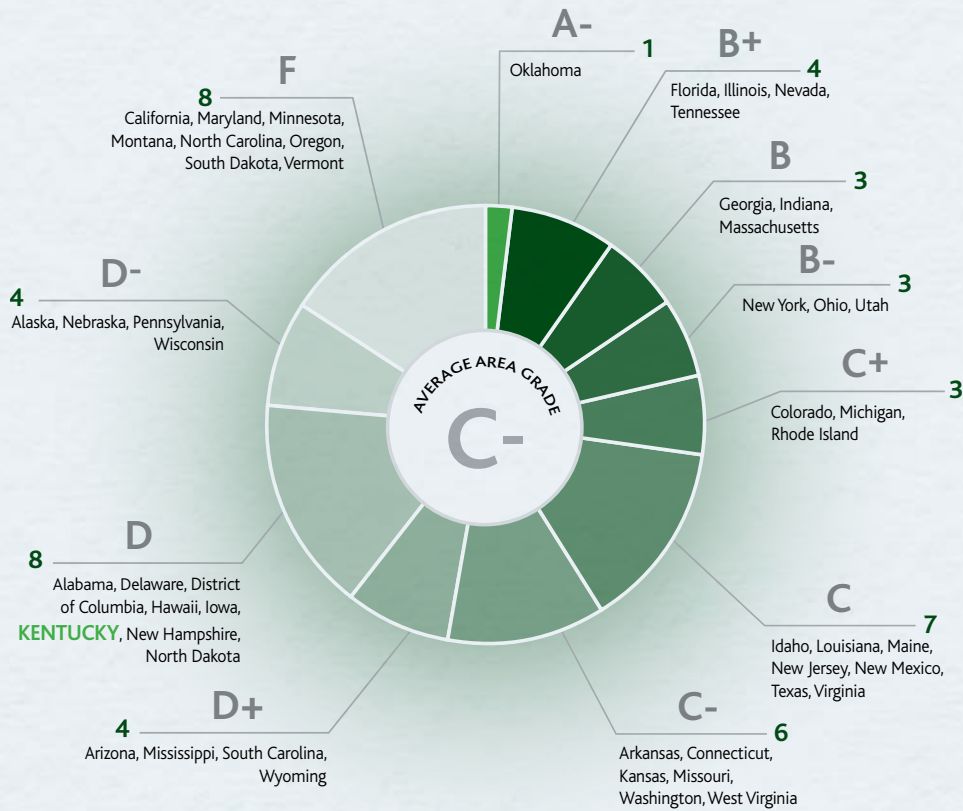 A-
1
Oklahoma
B+
4
Florida, Illinois, Nevada,
Tennessee
B
3
Georgia, Indiana,
Massachusetts
B-
3
New York, Ohio, Utah
C+
3
Colorado, Michigan,
Rhode Island
C
7
Idaho, Louisiana, Maine,
New Jersey, New Mexico,
Texas, Virginia
C-
6
Arkansas, Connecticut,
Kansas, Missouri,
Washington, West Virginia
D+
4
Arizona, Mississippi, South Carolina,
Wyoming
D
8
Alabama, Delaware, District
of Columbia, Hawaii, Iowa,
KENTUCKY, New Hampshire,
North Dakota
D-
4
Alaska, Nebraska, Pennsylvania,
Wisconsin
F
8
California, Maryland, Minnesota,
Montana, North Carolina, Oregon,
South Dakota, Vermont
AVERAGE AREA GRADE
C-